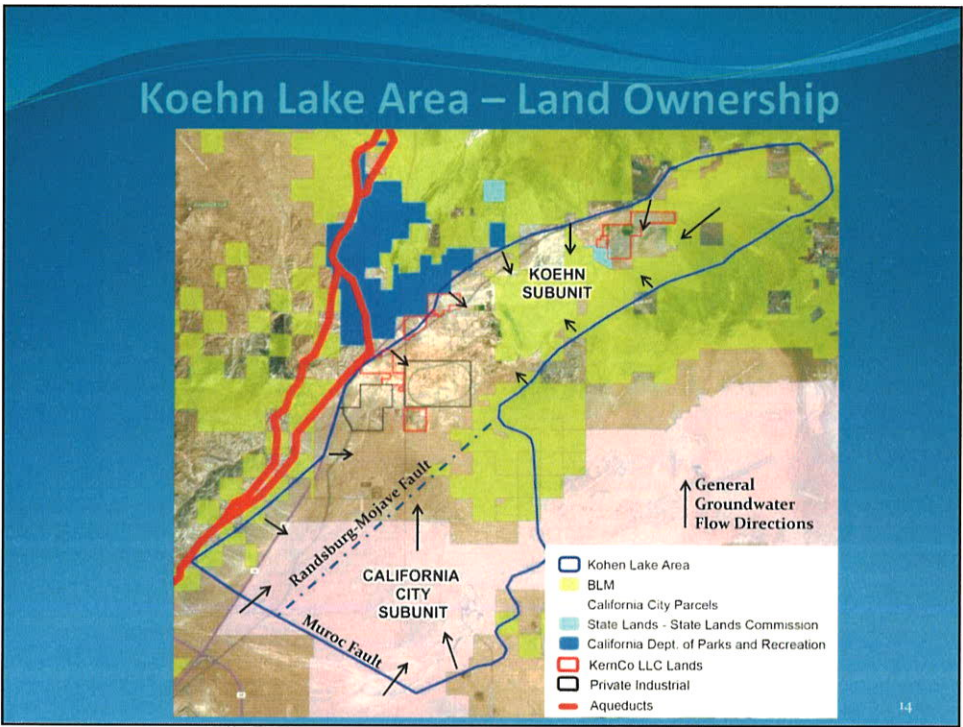 Koehn Lake Area – Land Ownership
KOEHN
SUBUNIT
Randsburg-Mojave Fault
General
Groundwater
Flow Directions
CALIFORNIA
CITY
SUBUNIT
Muroc Fault
Kohen Lake Area
BLM
California City Parcels
State Lands - State Lands Commission
California Dept. of Parks and Recreation
KernCo LLC Lands
Private Industrial
Aqueducts
14